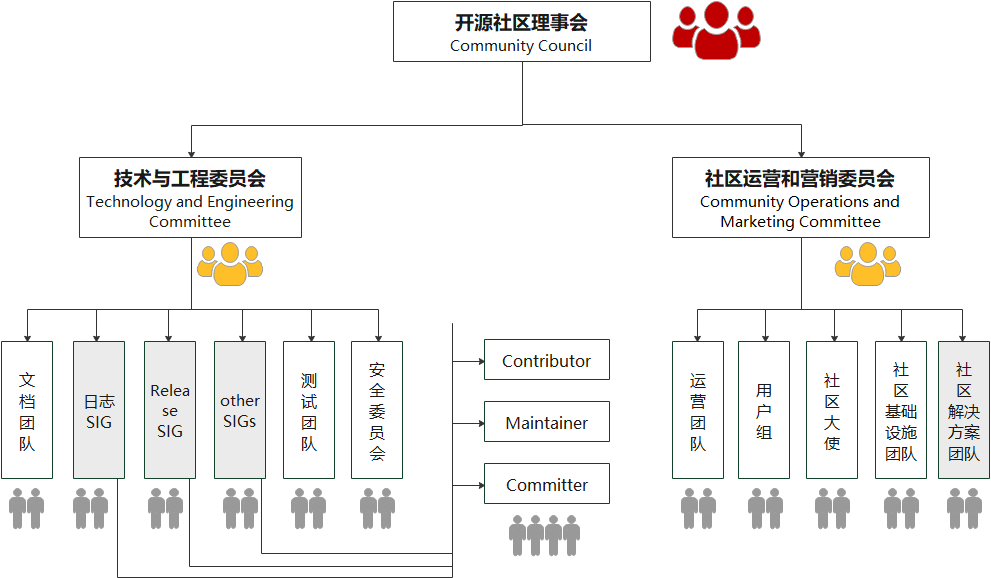 开源社区理事会
Community Council
技术与工程委员会
Technology and Engineering
Committee
社区运营和营销委员会
Community Operations and
Marketing Committee
文
档
团
队
日志
SIG
Relea
se
SIG
other
SIGs
测
试
团
队
安
全
委
员
会
Contributor
Maintainer
Committer
运
营
团
队
用
户
组
社
区
大
使
社
区
基础
设施
团队
社
区
解决
方案
团队